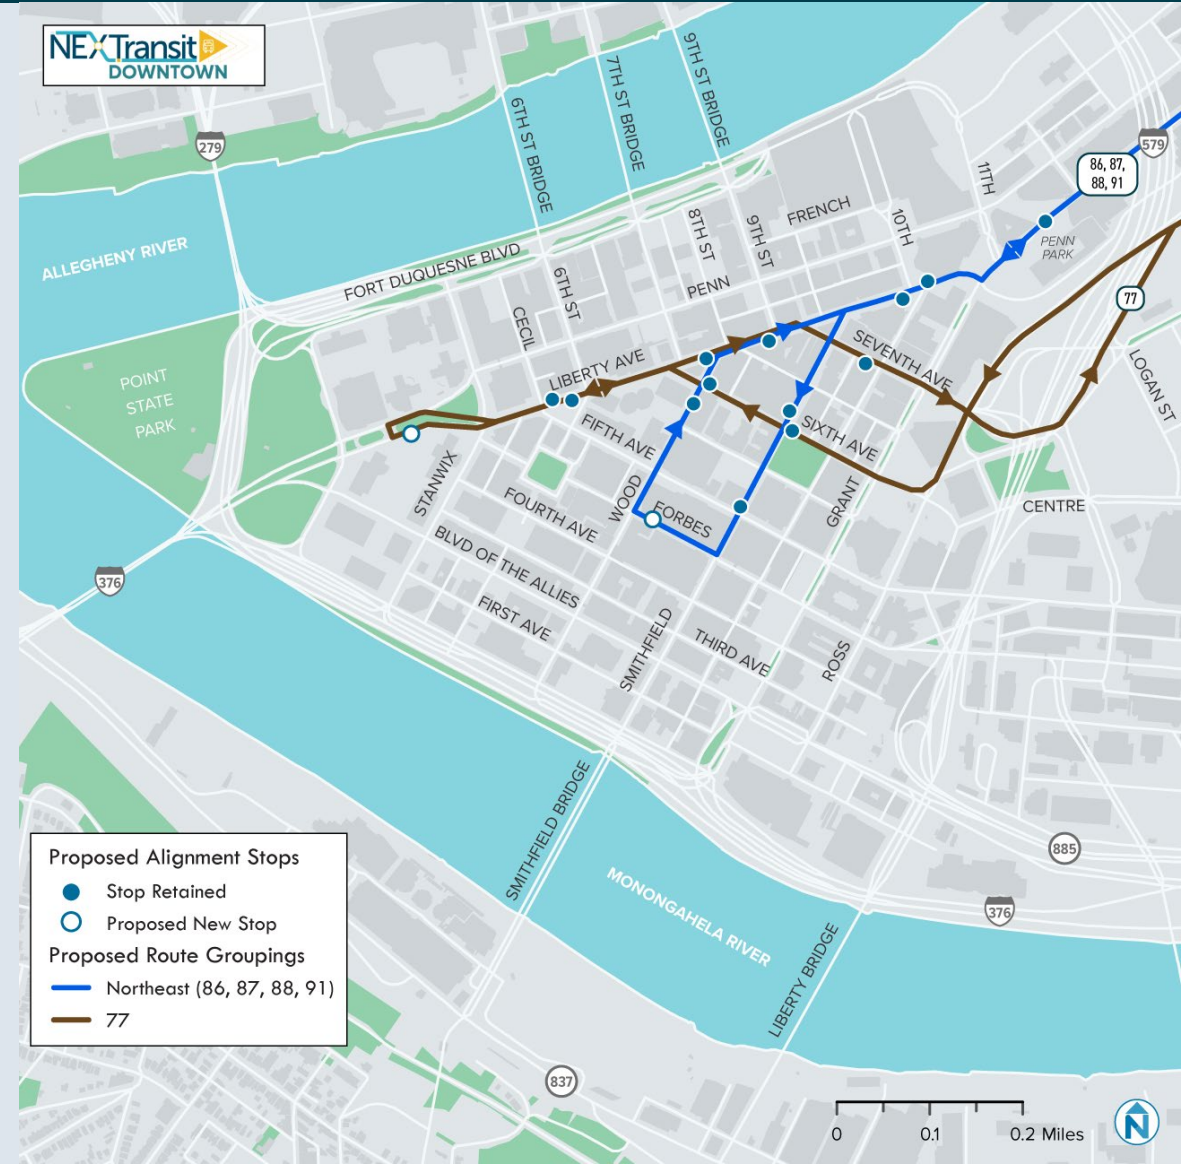 NEXTransit
DOWNTOWN
279
6TH ST BRIDGE
7TH ST BRIDGE
9TH ST BRIDGE
579
86, 87,
88, 91
11TH
ALLEGHENY RIVER
FORT DUQUESNE BLVD
8TH ST
9TH ST
FRENCH
10TH
PENN
PARK
CECIL
6TH ST
PENN
77
POINT
STATE
PARK
LIBERTY AVE
SEVENTH AVE
LOGAN ST
STANWIX
FIFTH AVE
SIXTH AVE
WOOD
FORBES
GRANT
CENTRE
FOURTH AVE
BLVD OF THE ALLIES
376
FIRST AVE
SMITHFIELD
THIRD AVE
ROSS
SMITHFIELD BRIDGE
MONONGAHELA RIVER
LIBERTY BRIDGE
885
376
Proposed Alignment Stops
Stop Retained
Proposed New Stop
Proposed Route Groupings
Northeast (86, 87, 88, 91)
77
837
0 0.1 0.2 Miles
N